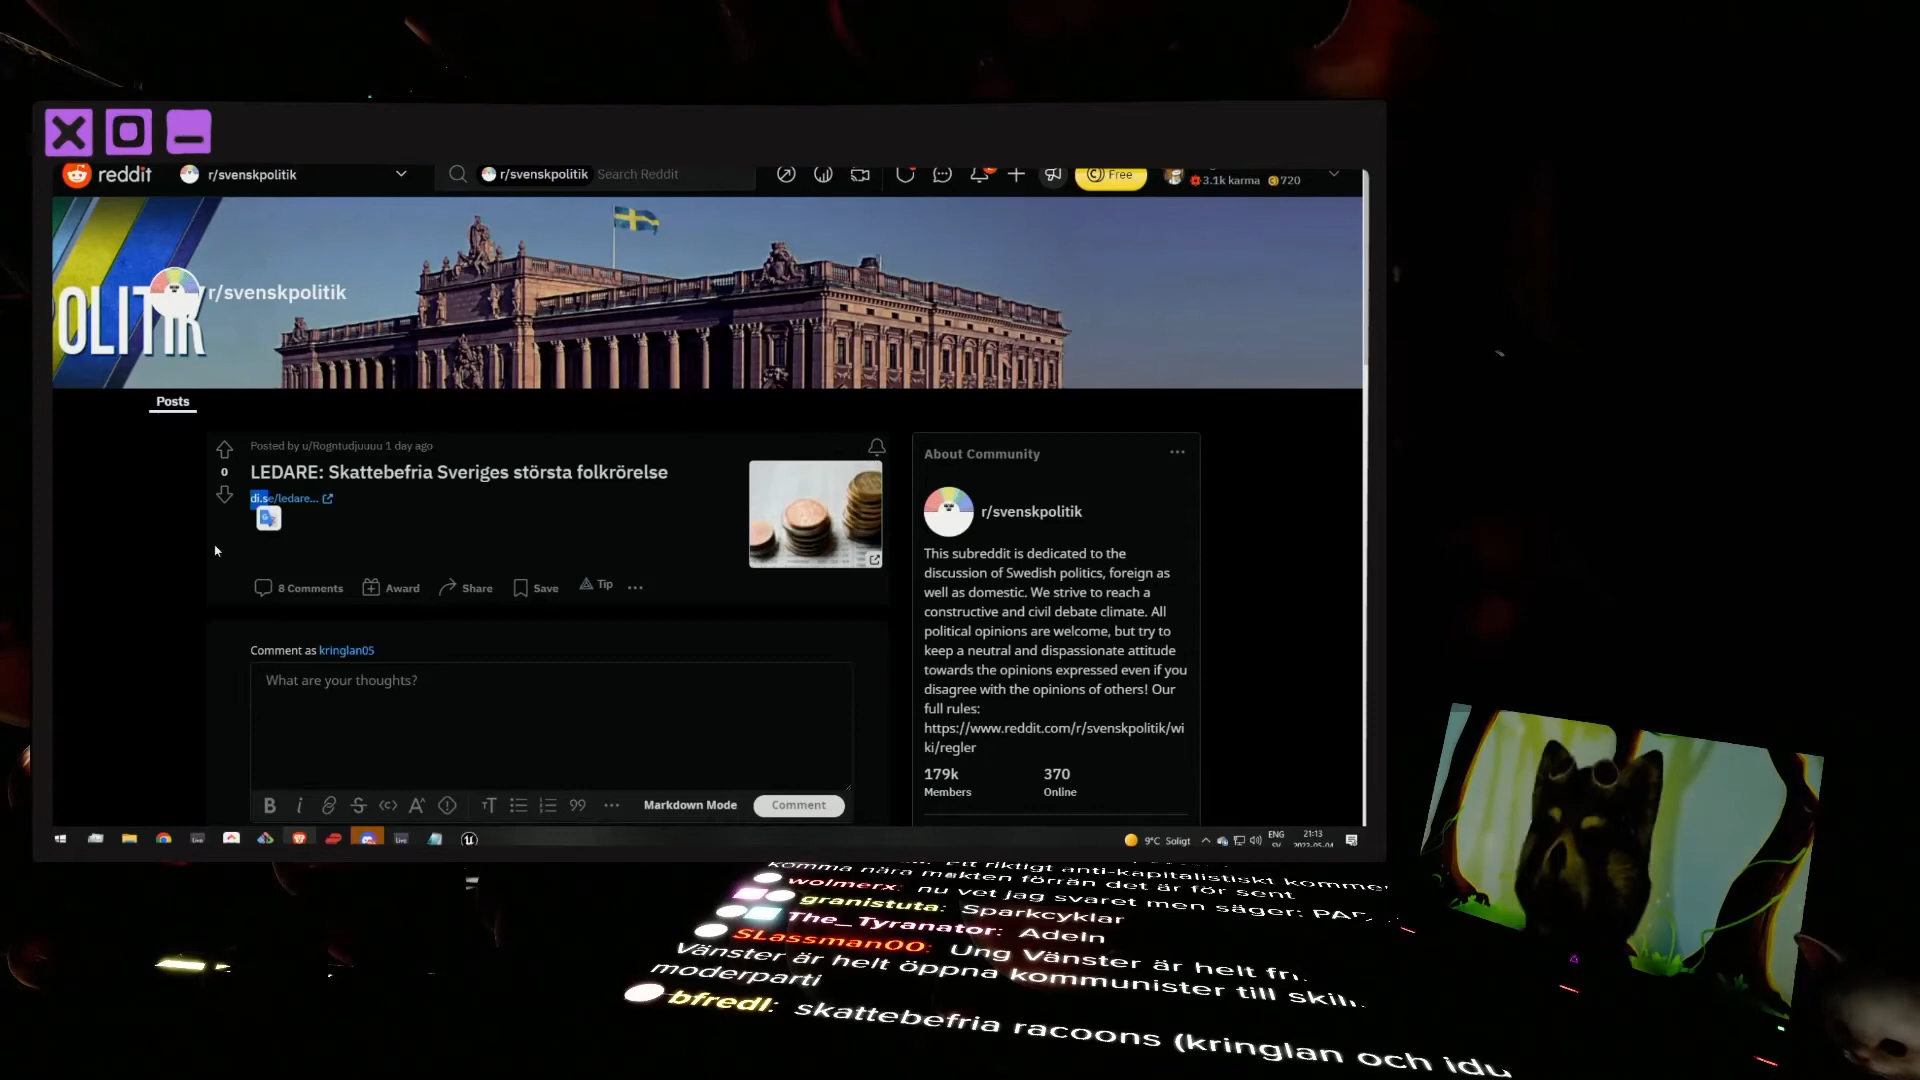 reddit
r/svenskpolitik
r/svenskpolitik Search Reddit
Free
3.1k karma 720
OLITIK
r/svenskpolitik
Posts
Posted by u/Rogntudjuuuu 1 day ago
0
LEDARE: Skattebefria Sveriges största folkrörelse
di.se/ledare...
8 Comments Award Share Save Tip
Comment as kringlan05
What are your thoughts?
Markdown Mode Comment
About Community
r/svenskpolitik
This subreddit is dedicated to the
discussion of Swedish politics, foreign as
well as domestic. We strive to reach a
constructive and civil debate climate. All
political opinions are welcome, but try to
keep a neutral and dispassionate attitude
towards the opinions expressed even if you
disagree with the opinions of others! Our
full rules:
https://www.reddit.com/r/svenskpolitik/wi
ki/regler
179k 370
Members Online
9°C Soligt ENG 21:13
2022-05-04
Ett riktigt anti-kapitalistiskt
komma nära makten förrän det är för sent
wolmerx: nu vet jag svaret men säger:
granistuta: Sparkcyklar
The_Tyranator: Adeln
SLassman00: Ung Vänster är helt
Vänster är helt öppna kommunister till
moderparti
bfredl: skattebefria racoons (kringlan och